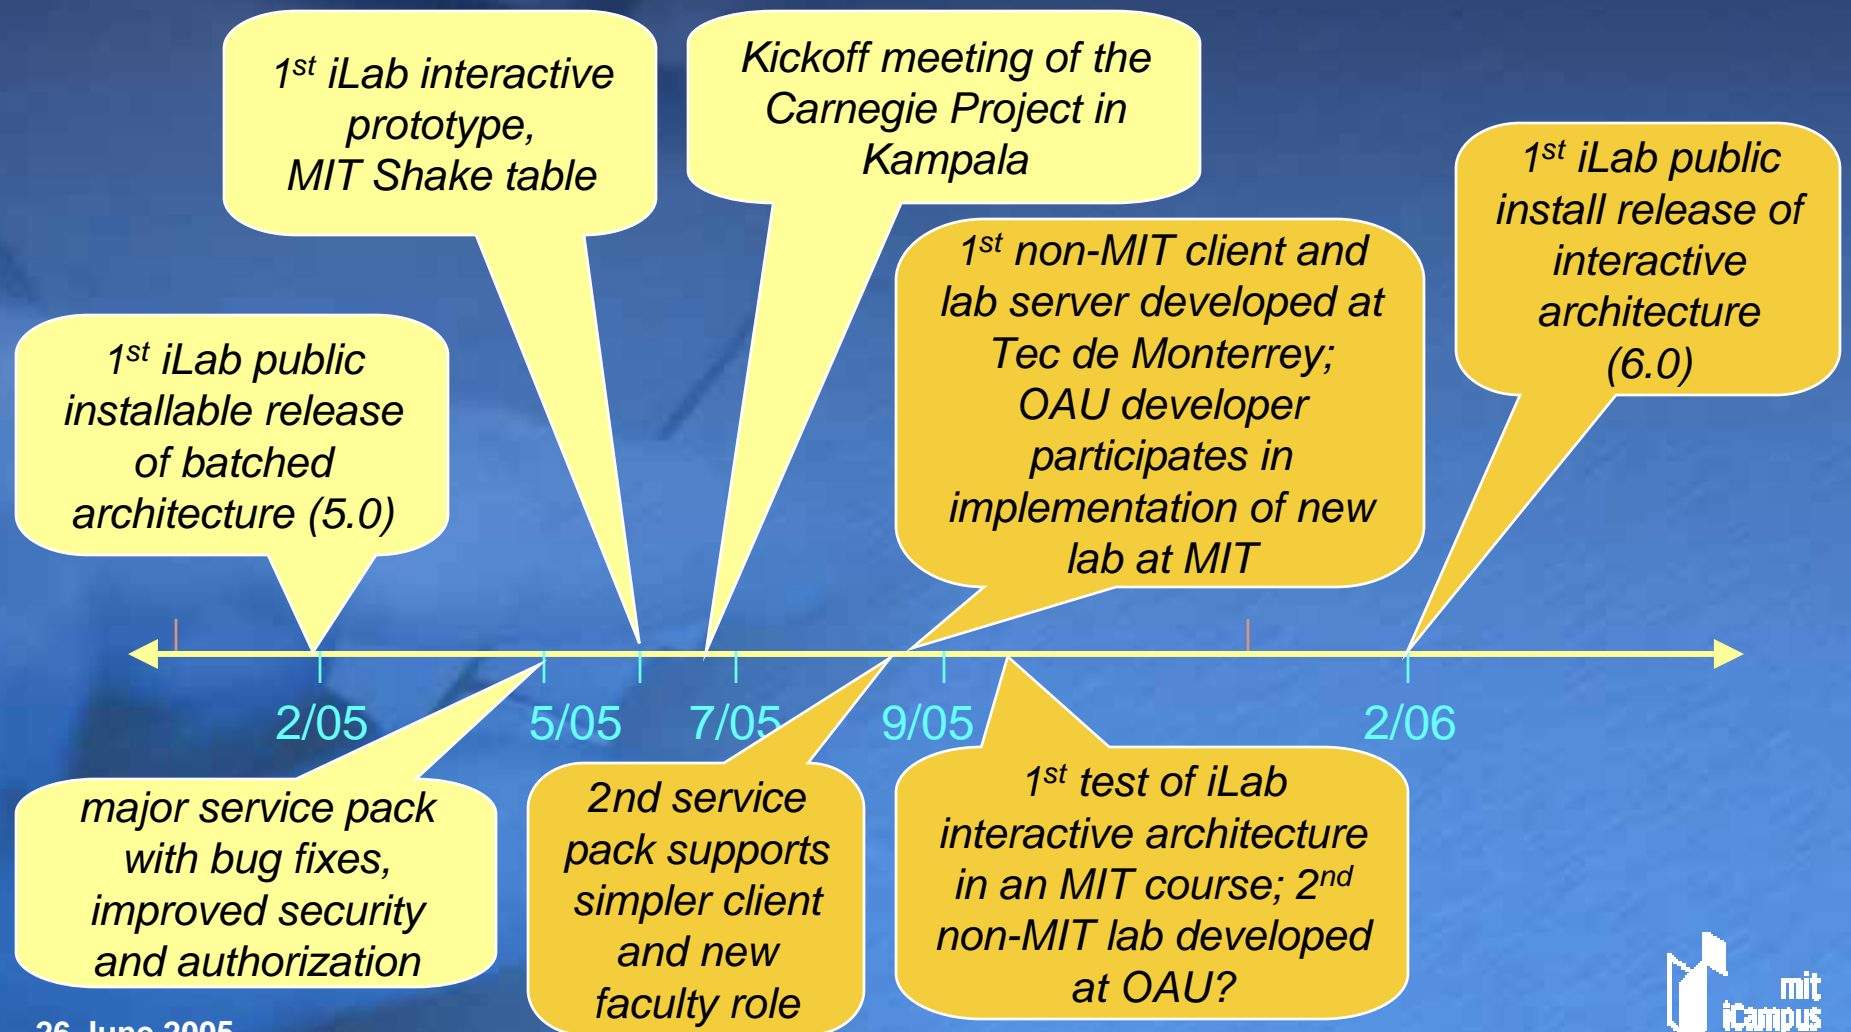 1st iLab interactive
prototype,
MIT Shake table
Kickoff meeting of the
Carnegie Project in
Kampala
1st iLab public
install release of
interactive
architecture
(6.0)
1st non-MIT client and
lab server developed at
Tec de Monterrey;
OAU developer
participates in
implementation of new
lab at MIT
1st iLab public
installable release
of batched
architecture (5.0)
2/05
5/05
7/05
9/05
2/06
major service pack
with bug fixes,
improved security
and authorization
2nd service
pack supports
simpler client
and new
faculty role
1st test of iLab
interactive architecture
in an MIT course; 2nd
non-MIT lab developed
at OAU?
26 June 2005
mit
iCampus